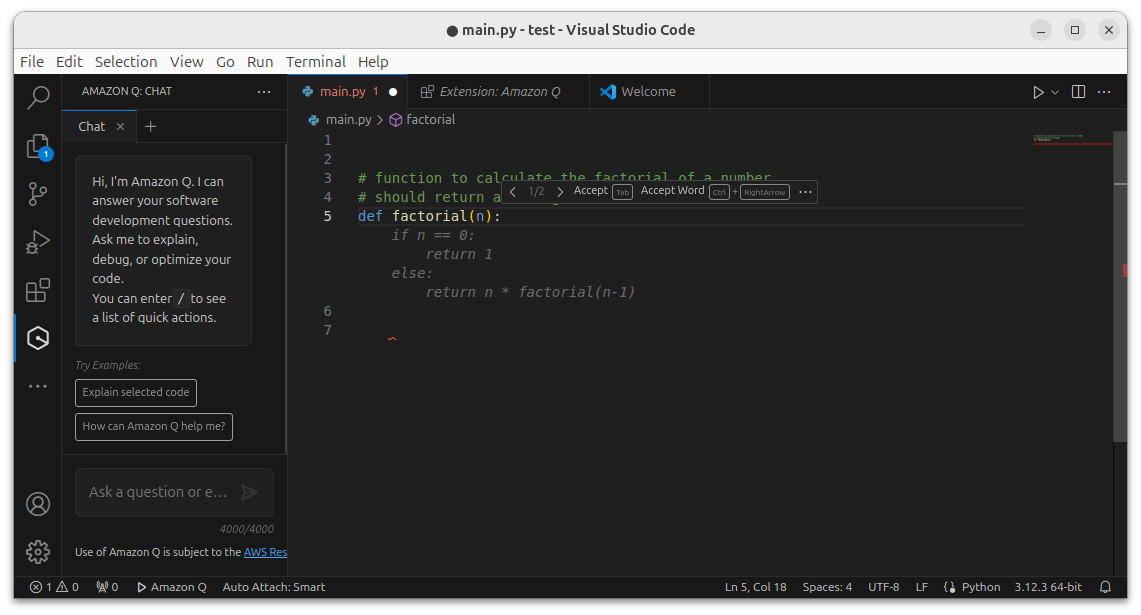 main.py - test - Visual Studio Code
File Edit Selection View Go Run Terminal Help
AMAZON Q: CHAT
main.py 1
Extension: Amazon Q
Welcome
Chat
main.py > factorial
Hi, I'm Amazon Q. I can
answer your software
development questions.
Ask me to explain,
debug, or optimize your
code.
You can enter / to see
a list of quick actions.
Try Examples:
Explain selected code
How can Amazon Q help me?
Ask a question or e...
4000/4000
Use of Amazon Q is subject to the AWS Res
1
2
3 # function to calculate the factorial of a number
4 # should return a
1/2 Accept Tab Accept Word Ctrl + RightArrow ...
5 def factorial(n):
if n == 0:
return 1
else:
return n * factorial(n-1)
6
7
1
1 0 0 Amazon Q Auto Attach: Smart Ln 5, Col 18 Spaces: 4 UTF-8 LF Python 3.12.3 64-bit